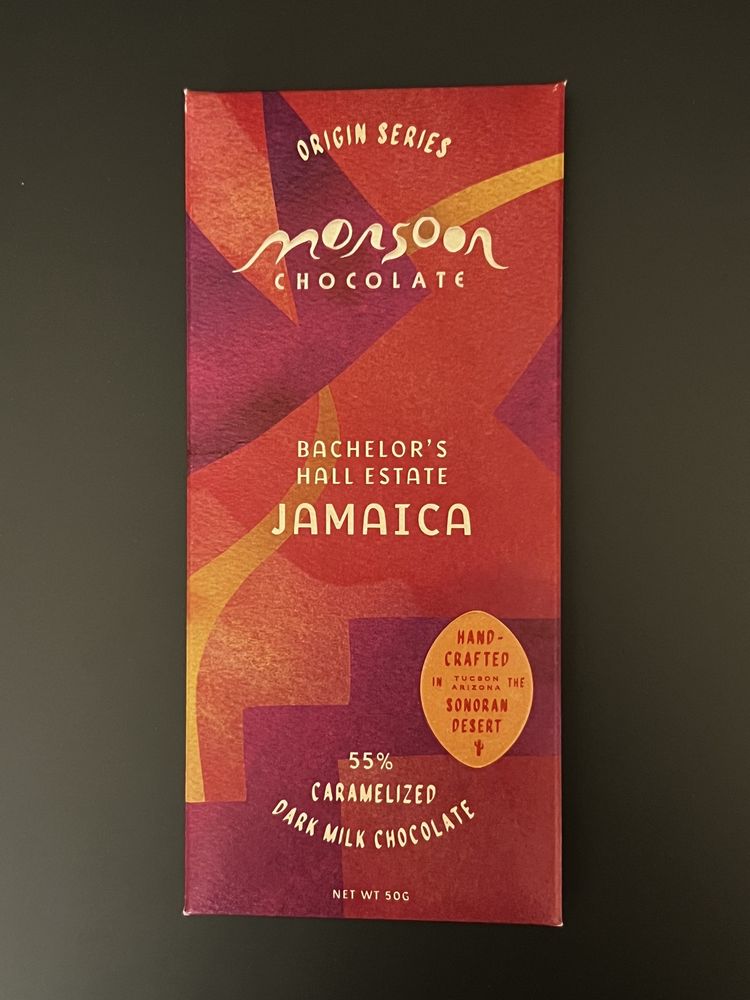 ORIGIN SERIES
monsoon
CHOCOLATE
BACHELOR'S
HALL ESTATE
JAMAICA
HAND-
CRAFTED
IN TUCSON ARIZONA THE
SONORAN
DESERT
55%
CARAMELIZED
DARK MILK CHOCOLATE
NET WT 50G